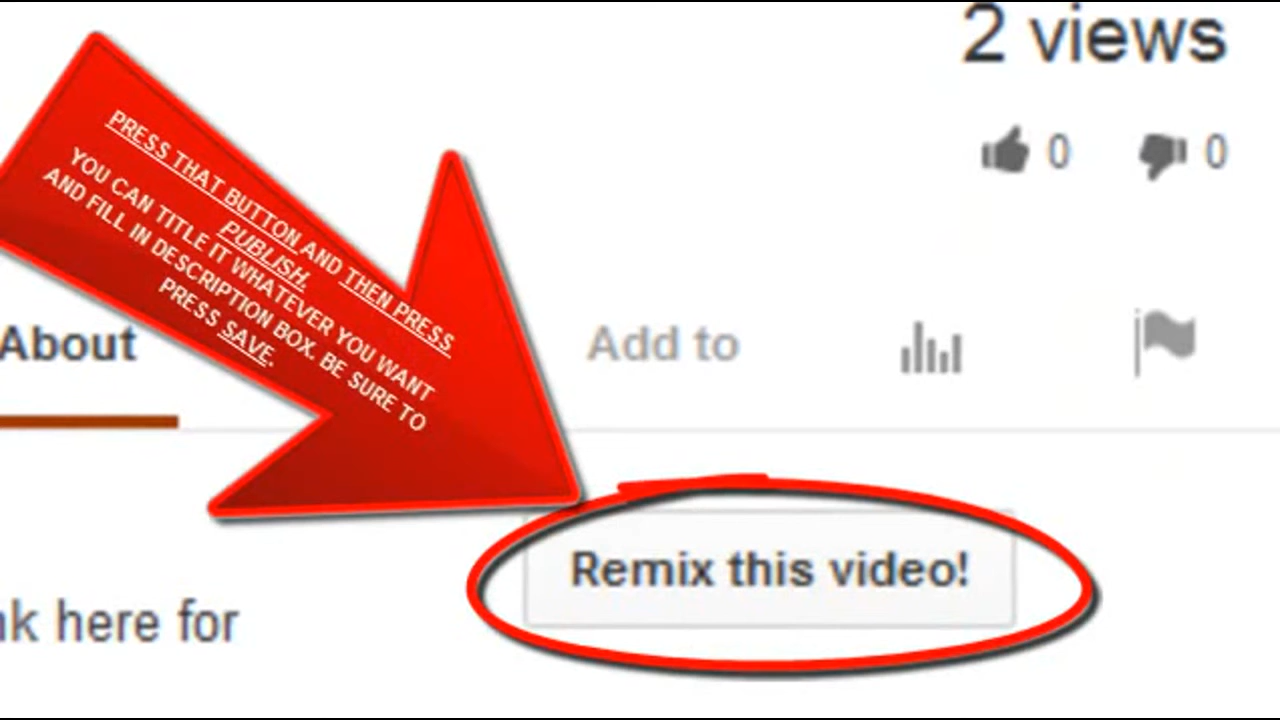 2 views
0 0
PRESS THAT BUTTON AND THEN PRESS
PUBLISH.
YOU CAN TITLE IT WHATEVER YOU WANT
AND FILL IN DESCRIPTION BOX. BE SURE TO
PRESS SAVE.
About Add to
Remix this video!
nk here for